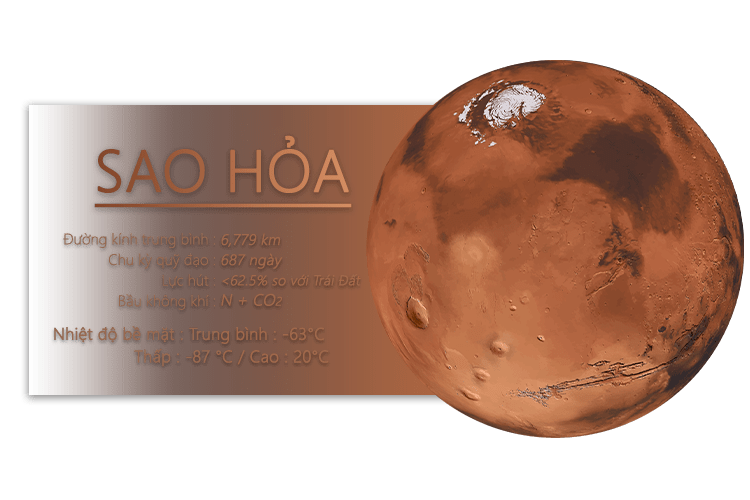 SAO HỎA
Đường kính trung bình : 6,779 km
Chu kỳ quỹ đạo : 687 ngày
Lực hút : <62.5% so với Trái Đất
Bầu không khí : N + CO₂
Nhiệt độ bề mặt : Trung bình : -63°C
Thấp : -87 °C / Cao : 20°C